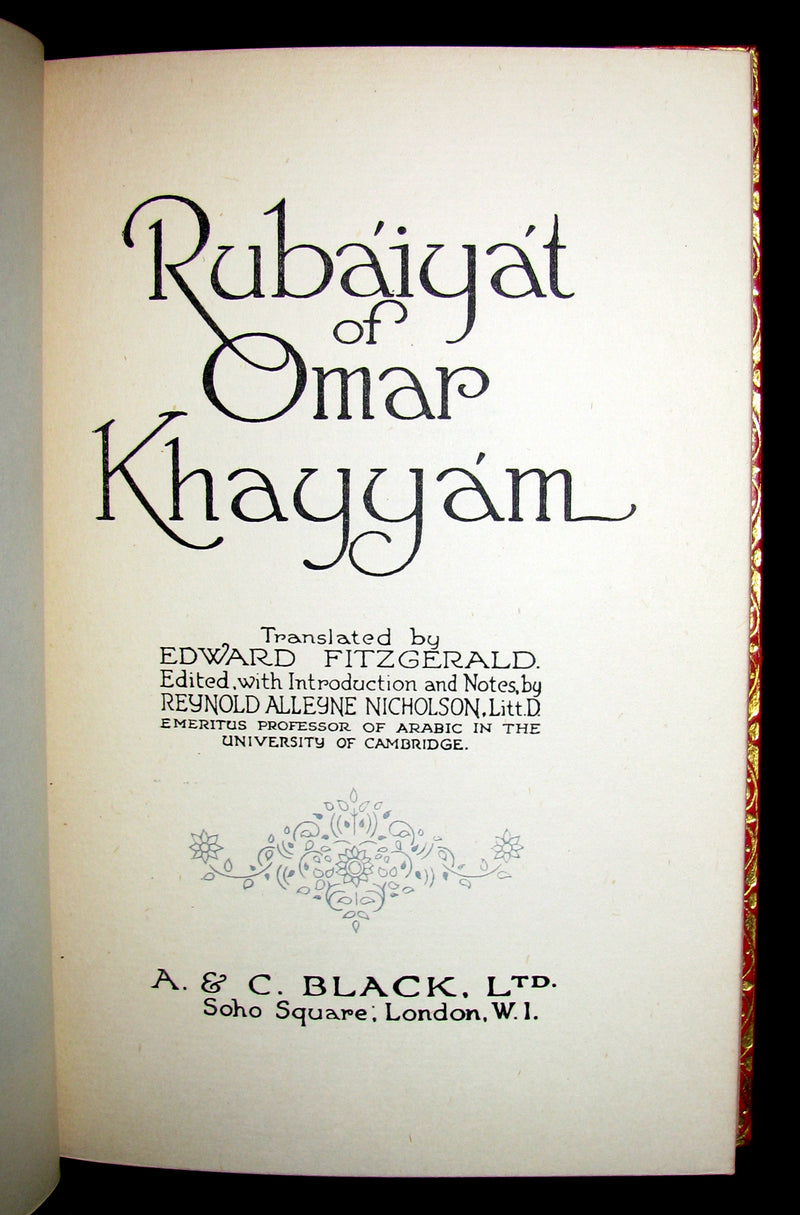 Rubáiyát
of
Omar
Khayyám
Translated by
EDWARD FITZGERALD.
Edited, with Introduction and Notes, by
REYNOLD ALLEYNE NICHOLSON, Litt.D.
EMERITUS PROFESSOR OF ARABIC IN THE
UNIVERSITY OF CAMBRIDGE.
A. & C. BLACK, LTD.
Soho Square, London, W. 1.